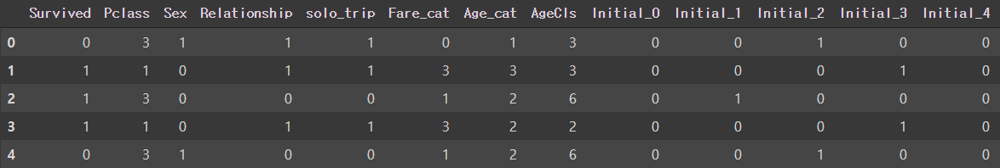 Survived Pclass Sex Relationship solo_trip Fare_cat Age_cat AgeCls Initial_0 Initial_1 Initial_2 Initial_3 Initial_4
0 0 3 1 1 1 0 1 3 0 0 1 0 0
1 1 1 0 1 1 3 3 3 0 0 0 1 0
2 1 3 0 0 0 1 2 6 0 1 0 0 0
3 1 1 0 1 1 3 2 2 0 0 0 1 0
4 0 3 1 0 0 1 2 6 0 0 1 0 0